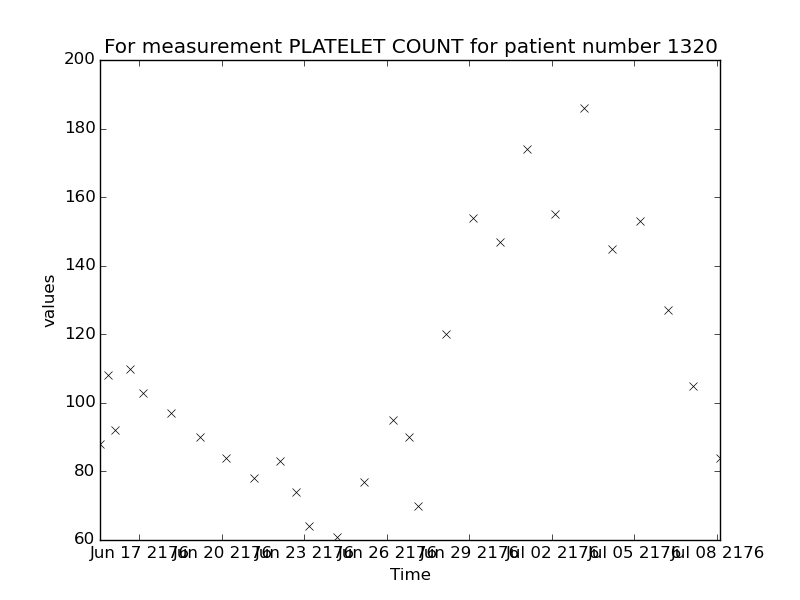 For measurement PLATELET COUNT for patient number 1320
200
180
160
140
120
100
80
60
values
Jun 17 2176 Jun 20 2176 Jun 23 2176 Jun 26 2176 Jun 29 2176 Jul 02 2176 Jul 05 2176 Jul 08 2176
Time